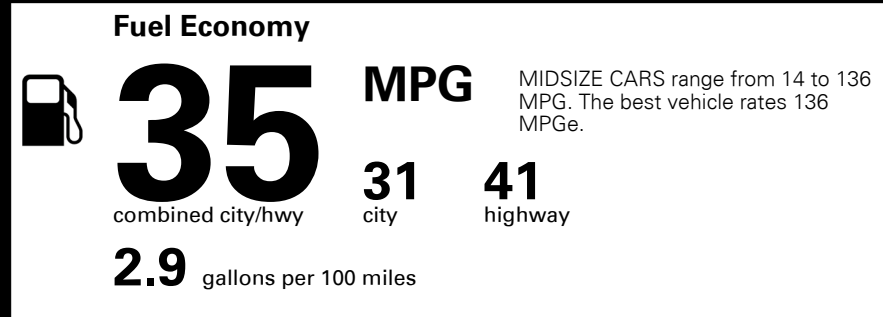 Fuel Economy
35 MPG
MIDSIZE CARS range from 14 to 136
MPG. The best vehicle rates 136
MPGe.
combined city/hwy
31
city
41
highway
2.9 gallons per 100 miles